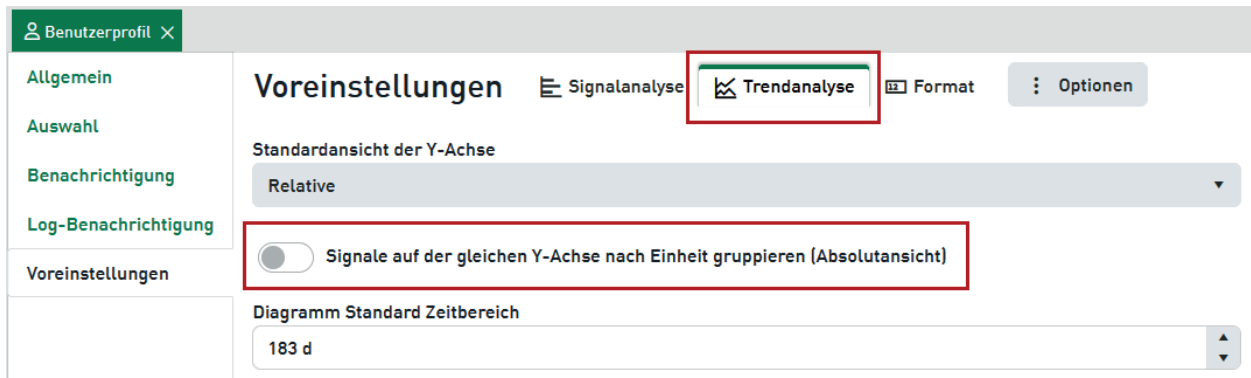 Benutzerprofil
Allgemein
Auswahl
Benachrichtigung
Log-Benachrichtigung
Voreinstellungen
Voreinstellungen Signalanalyse Trendanalyse Format Optionen
Standardansicht der Y-Achse
Relative
Signale auf der gleichen Y-Achse nach Einheit gruppieren (Absolutansicht)
Diagramm Standard Zeitbereich
183 d